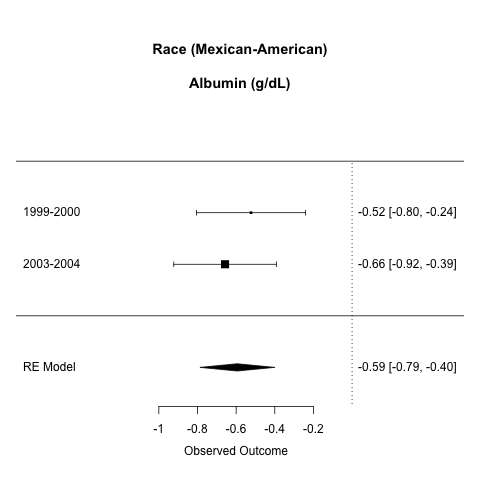 Race (Mexican-American)
Albumin (g/dL)
1999-2000 -0.52 [-0.80, -0.24]
2003-2004 -0.66 [-0.92, -0.39]
RE Model -0.59 [-0.79, -0.40]
-1 -0.8 -0.6 -0.4 -0.2
Observed Outcome